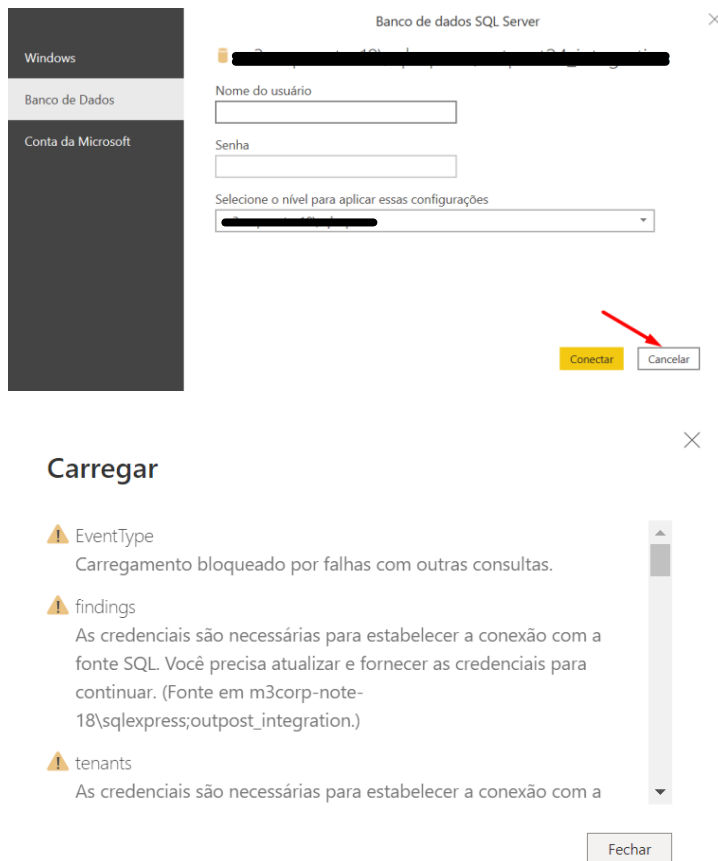 Banco de dados SQL Server
Windows
Banco de Dados
Nome do usuário
Conta da Microsoft
Senha
Selecione o nível para aplicar essas configurações
Conectar
Cancelar
Carregar
EventType
Carregamento bloqueado por falhas com outras consultas.
findings
As credenciais são necessárias para estabelecer a conexão com a
fonte SQL. Você precisa atualizar e fornecer as credenciais para
continuar. (Fonte em m3corp-note-
18\sqlexpress;outpost_integration.)
tenants
As credenciais são necessárias para estabelecer a conexão com a
Fechar